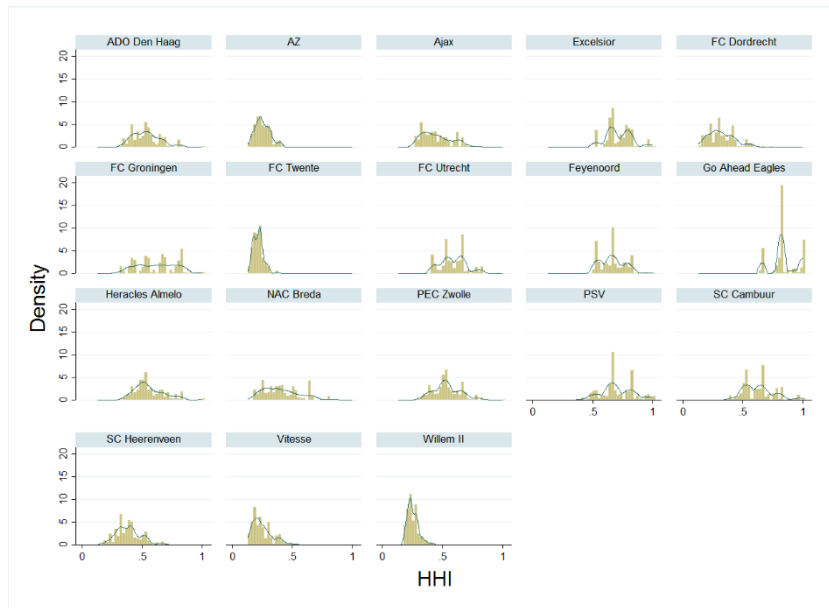 ADO Den Haag AZ Ajax Excelsior FC Dordrecht
20
15
10
5
0
FC Groningen FC Twente FC Utrecht Feyenoord Go Ahead Eagles
20
15
10
5
0
Density
Heracles Almelo NAC Breda PEC Zwolle PSV SC Cambuur
20
15
10
5
0
0 .5 1 0 .5 1
SC Heerenveen Vitesse Willem II
20
15
10
5
0
0 .5 1 0 .5 1 0 .5 1
HHI